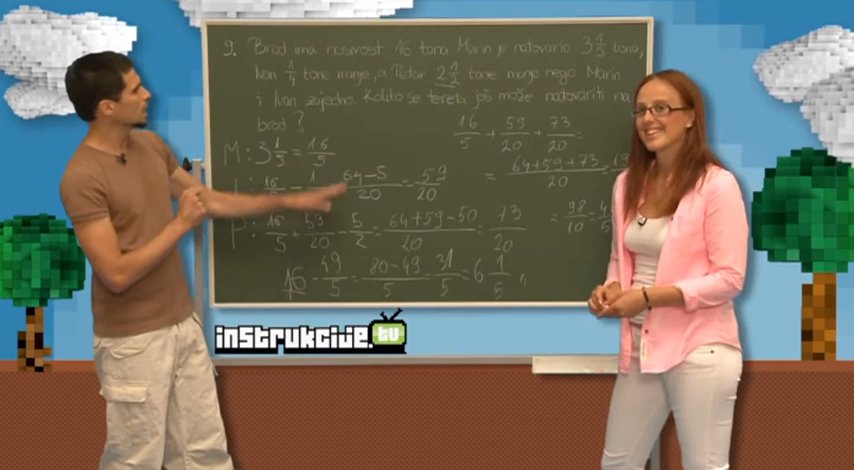 9. Brod ima nosivost 16 tona. Marin je natovario 3 1/5 tona,
Ivan 1/4 tone manje, a Petar 2 1/2 tone manje nego Marin
i Ivan zajedno. Koliko se tereta još može natovariti na
brod?
16/5 + 59/20 + 73/20 =
M: 3 1/5 = 16/5
= 64+59+73/20 =
16/5 - 1 64-5/20 = 59/20
P: 16/5 + 59/20 - 5/2 = 64+59-50/20 = 73/20
= 98/10 =
16 - 49/5 = 80-49/5 = 31/5 = 6 1/5
instrukcije.tv